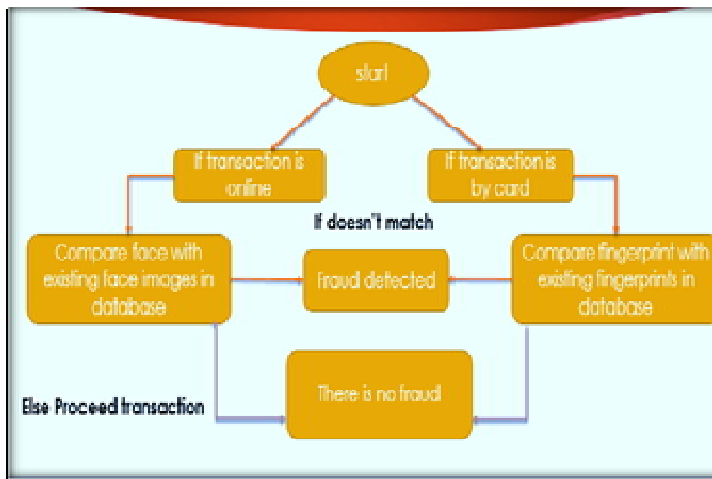 start
If transaction is
online
If transaction is
by card
If doesn"t match
Compare face with
existing face images in
database
Fraud detected
Compare fingerprint with
existing fingerprints in
database
There is no fraud
Else Proceed transaction